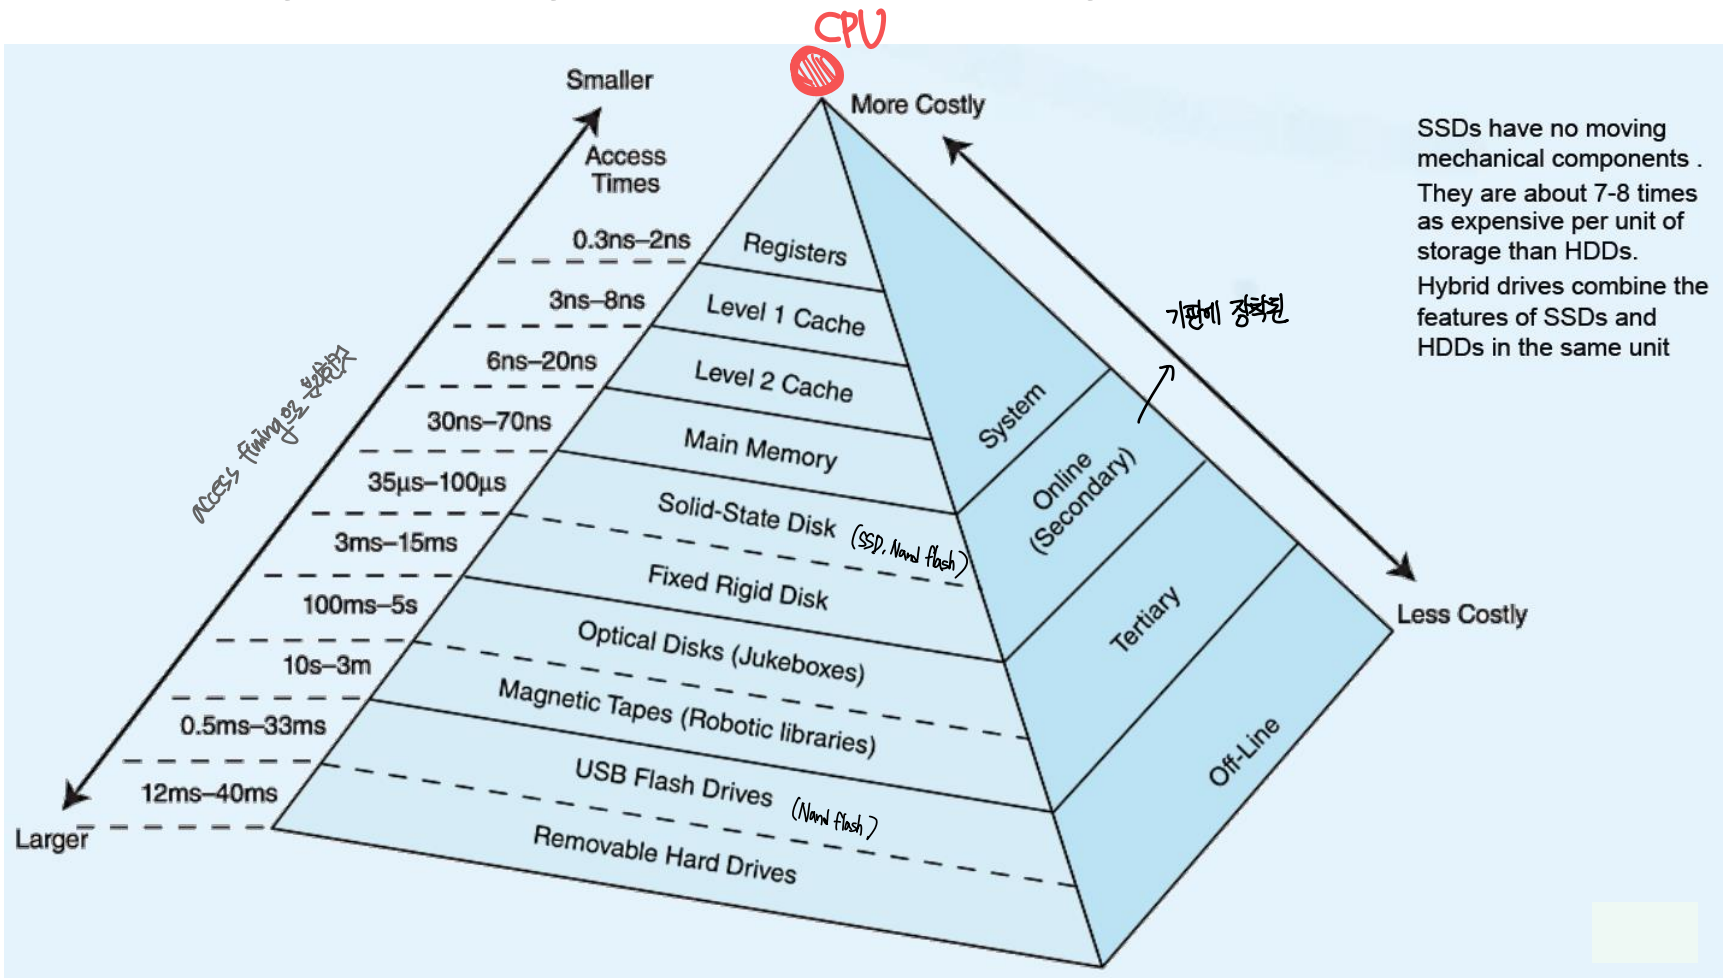 CPU
Smaller
More Costly
Access
Times
0.3ns–2ns
Registers
3ns–8ns
Level 1 Cache
6ns–20ns
Level 2 Cache
30ns–70ns
Main Memory
35µs–100µs
Solid-State Disk
(SSD, Nand flash)
3ms–15ms
Fixed Rigid Disk
100ms–5s
Optical Disks (Jukeboxes)
10s–3m
Magnetic Tapes (Robotic libraries)
0.5ms–33ms
USB Flash Drives
(Nand flash)
12ms–40ms
Removable Hard Drives
Larger
access timing으로
System
Online
(Secondary)
기판에 장착된
Tertiary
Off-Line
Less Costly
SSDs have no moving
mechanical components .
They are about 7-8 times
as expensive per unit of
storage than HDDs.
Hybrid drives combine the
features of SSDs and
HDDs in the same unit